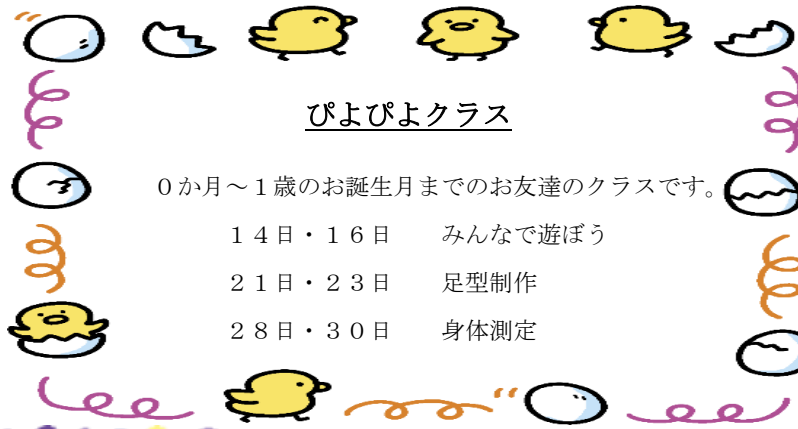 ぴよぴよクラス
０か月～１歳のお誕生月までのお友達のクラスです。
１４日・１６日　　みんなで遊ぼう
２１日・２３日　　足型制作
２８日・３０日　　身体測定